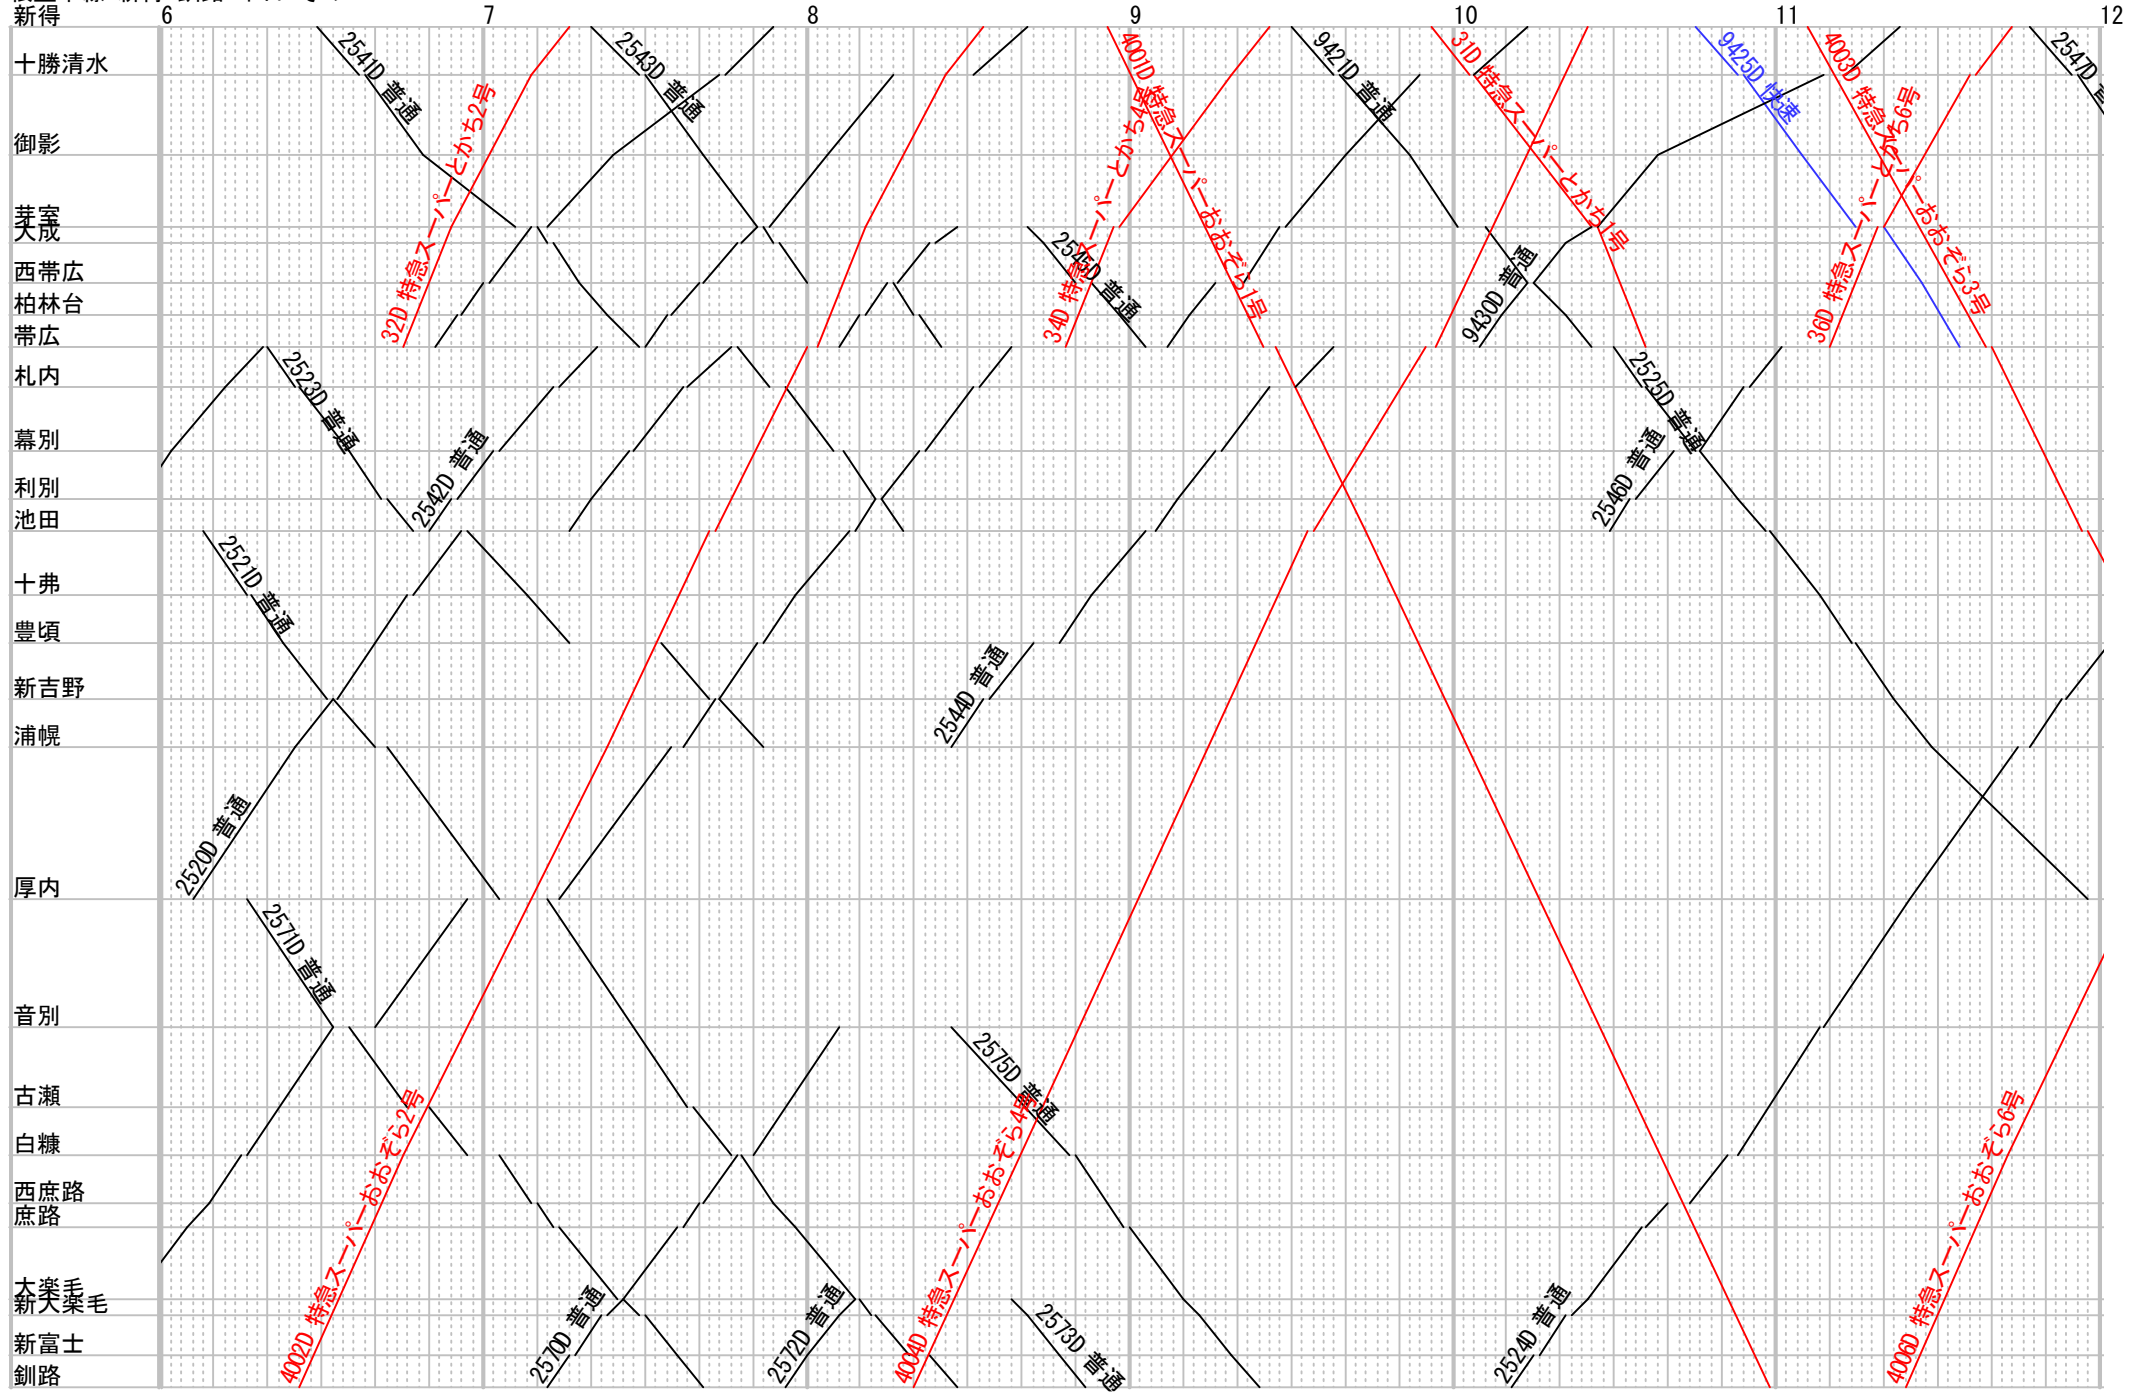 新得 6 7 8 9 10 11 12
十勝清水
御影
芽室
大成
西帯広
柏林台
帯広
札内
幕別
利別
池田
十弗
豊頃
新吉野
浦幌
厚内
音別
古瀬
白糠
西庶路
庶路
大楽毛
新大楽毛
新富士
釧路
2541D 普通
2543D 普通
4001D 特急スーパーおおぞら1号
9421D 普通
31D 特急スーパーとかち1号
9425D 快速
4003D 特急スーパーおおぞら3号
2547D
32D 特急スーパーとかち2号
34D 特急スーパーとかち4号
2545D 普通
9430D 普通
36D 特急スーパーとかち6号
2523D 普通
2542D 普通
2525D 普通
2546D 普通
2521D 普通
2544D 普通
2520D 普通
2571D 普通
2575D 普通
4002D 特急スーパーおおぞら2号
2570D 普通
2572D 普通
4004D 特急スーパーおおぞら4号
2573D 普通
2524D 普通
4006D 特急スーパーおおぞら6号